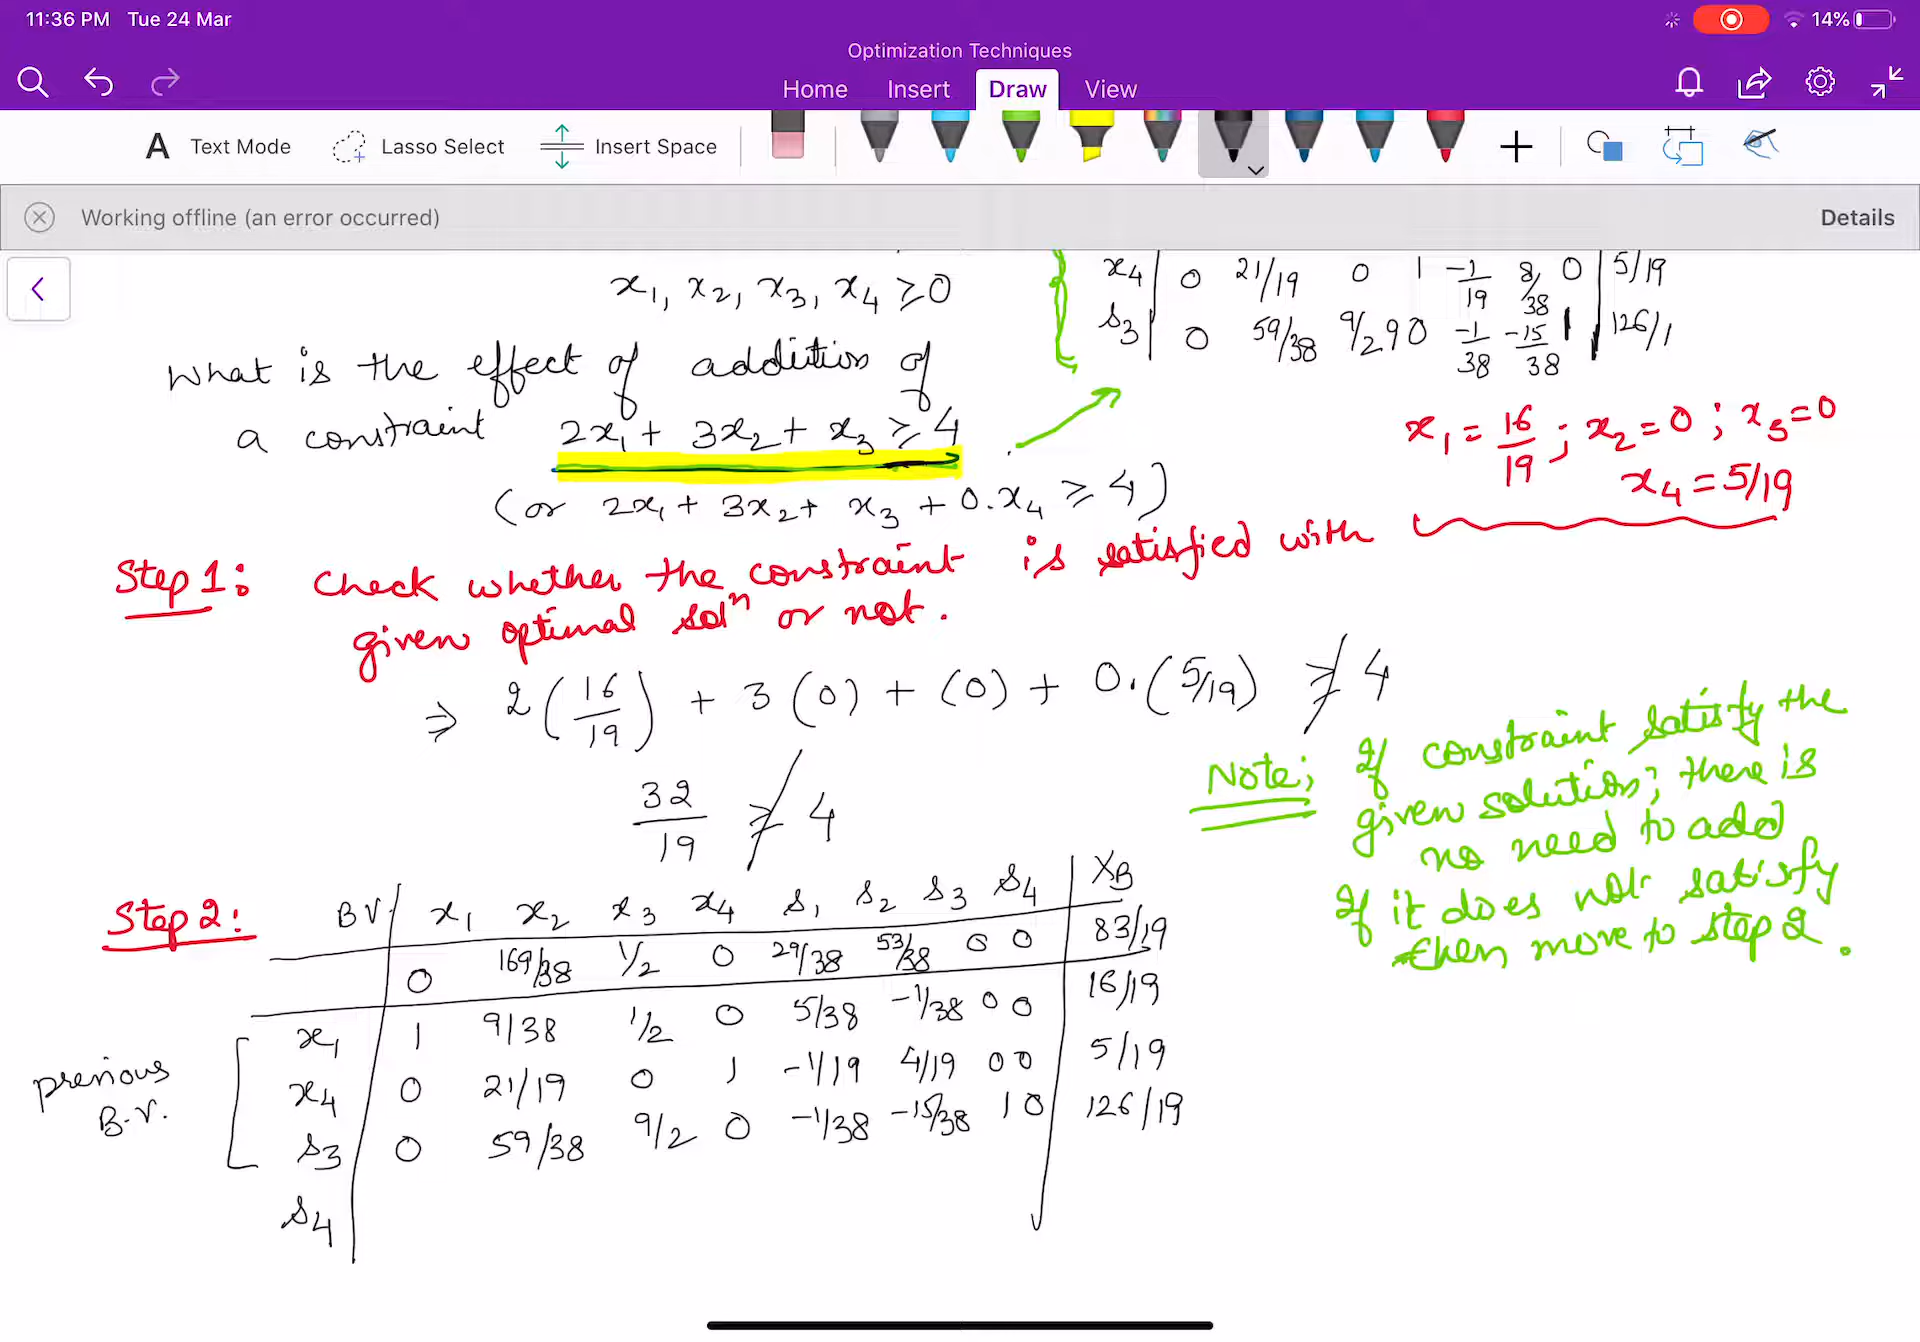 11:36 PM Tue 24 Mar
14%
Optimization Techniques
Home Insert Draw View
A Text Mode Lasso Select Insert Space
Working offline (an error occurred)
Details
x₁, x₂, x₃, x₄ ⩾0
What is the effect of addition of
a constraint 2x₁ + 3x₂ + x₃ ⩾ 4
(or 2x₁ + 3x₂ + x₃ + 0.x₄ ⩾ 4)
x₄ 0 21/19 0 1 -1/19 8/38 0 5/19
s₃ 0 59/38 9/2 0 -1/38 -15/38 1 126/1
x₁ = 16/19 ; x₂ = 0 ; x₃ = 0
x₄ = 5/19
Step 1: Check whether the constraint is satisfied with
given optimal solⁿ or not.
⇒ 2(16/19) + 3(0) + (0) + 0.(5/19) ⩾̸ 4
32/19 ⩾̸ 4
Note; If constraint satisfy the
given solution; there is
no need to add
If it does not satisfy
then move to step 2.
Step 2:
B.V. x₁ x₂ x₃ x₄ s₁ s₂ s₃ s₄ X_B
0 169/38 1/2 0 29/38 53/38 0 0 83/19
x₁ 1 9/38 1/2 0 5/38 -1/38 0 0 16/19
x₄ 0 21/19 0 1 -1/19 4/19 0 0 5/19
s₃ 0 59/38 9/2 0 -1/38 -15/38 1 0 126/19
s₄
previous
B.V.